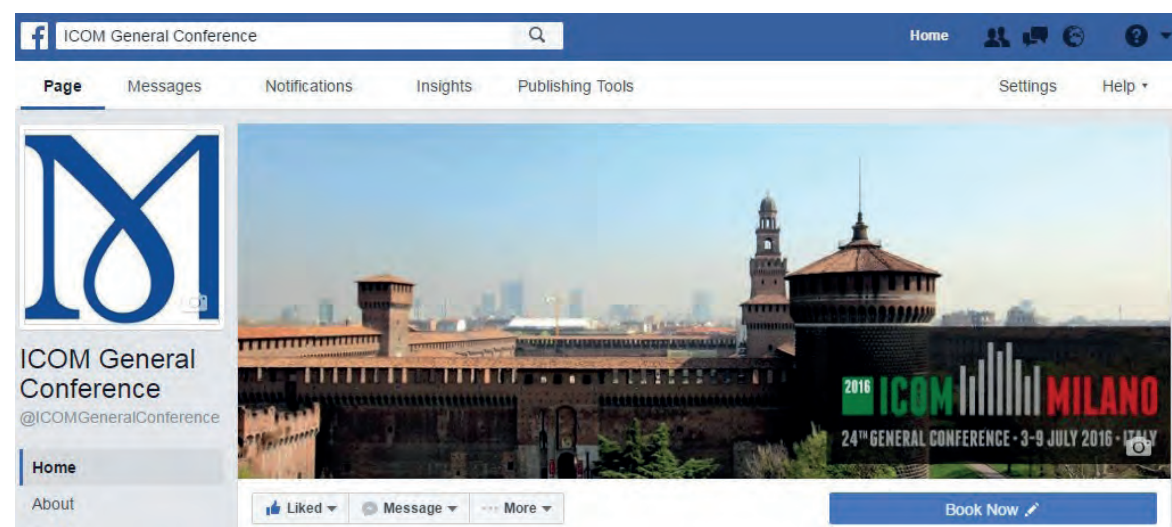 ICOM General Conference
Home
Page Messages Notifications Insights Publishing Tools Settings Help
ICOM General
Conference
@ICOMGeneralConference
Home
About
2016 ICOM MILANO
24TH GENERAL CONFERENCE · 3-9 JULY 2016 · ITALY
Liked Message More Book Now